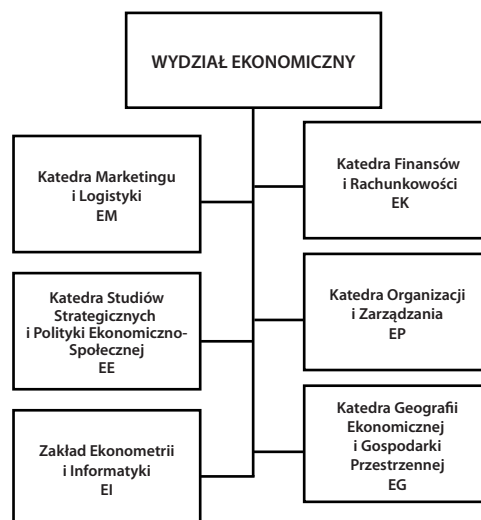 WYDZIAŁ EKONOMICZNY
Katedra Marketingu
i Logistyki
EM
Katedra Finansów
i Rachunkowości
EK
Katedra Studiów
Strategicznych
i Polityki Ekonomiczno-
Społecznej
EE
Katedra Organizacji
i Zarządzania
EP
Zakład Ekonometrii
i Informatyki
EI
Katedra Geografii
Ekonomicznej
i Gospodarki
Przestrzennej
EG